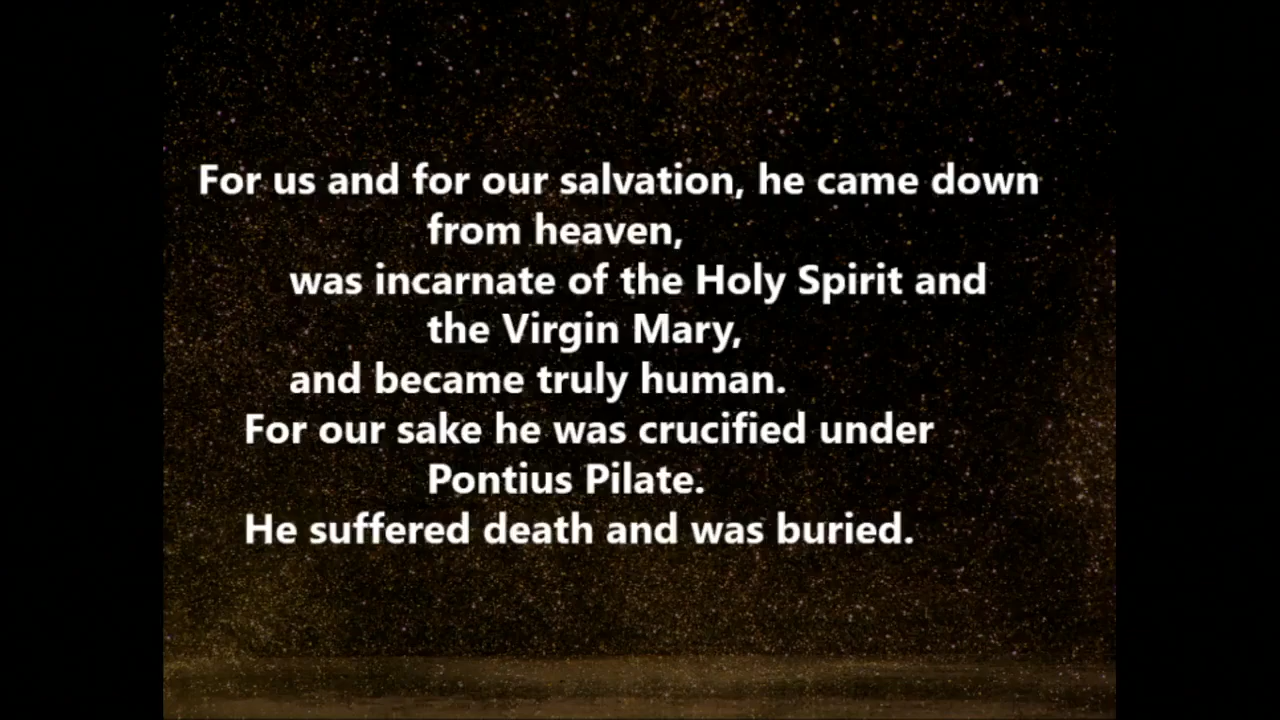 For us and for our salvation, he came down
from heaven,
was incarnate of the Holy Spirit and
the Virgin Mary,
and became truly human.
For our sake he was crucified under
Pontius Pilate.
He suffered death and was buried.